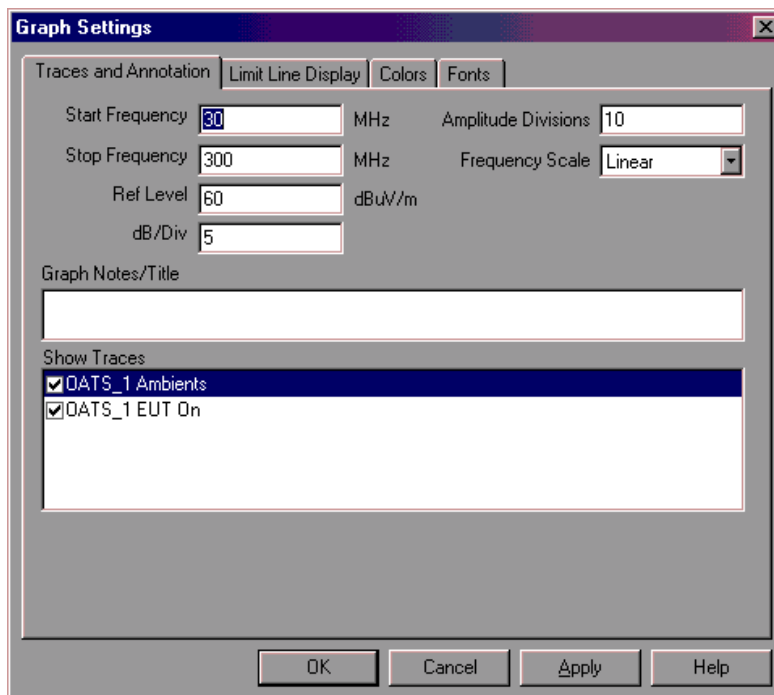 Graph Settings
Traces and Annotation Limit Line Display Colors Fonts
Start Frequency 30 MHz Amplitude Divisions 10
Stop Frequency 300 MHz Frequency Scale Linear
Ref Level 60 dBuV/m
dB/Div 5
Graph Notes/Title
Show Traces
OATS_1 Ambients
OATS_1 EUT On
OK Cancel Apply Help